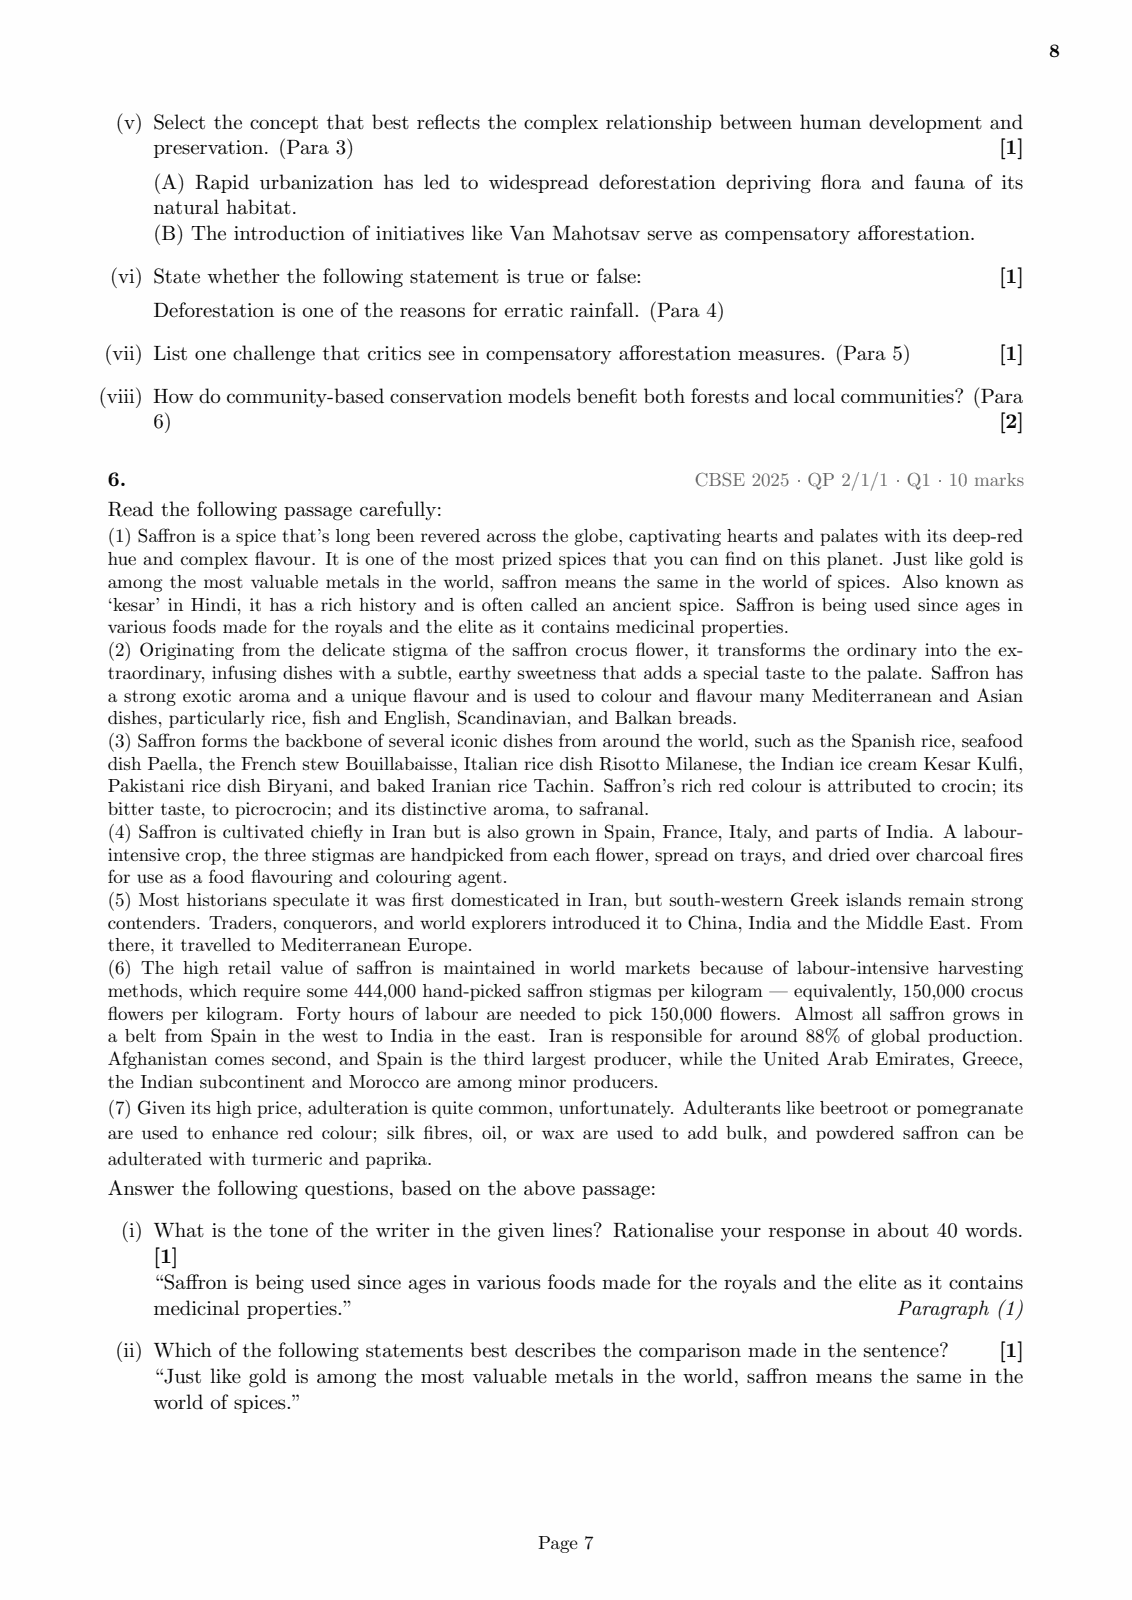 8
(v) Select the concept that best reflects the complex relationship between human development and
preservation. (Para 3) [1]
(A) Rapid urbanization has led to widespread deforestation depriving flora and fauna of its
natural habitat.
(B) The introduction of initiatives like Van Mahotsav serve as compensatory afforestation.
(vi) State whether the following statement is true or false: [1]
Deforestation is one of the reasons for erratic rainfall. (Para 4)
(vii) List one challenge that critics see in compensatory afforestation measures. (Para 5) [1]
(viii) How do community-based conservation models benefit both forests and local communities? (Para
6) [2]
6. CBSE 2025 · QP 2/1/1 · Q1 · 10 marks
Read the following passage carefully:
(1) Saffron is a spice that's long been revered across the globe, captivating hearts and palates with its deep-red
hue and complex flavour. It is one of the most prized spices that you can find on this planet. Just like gold is
among the most valuable metals in the world, saffron means the same in the world of spices. Also known as
‘kesar’ in Hindi, it has a rich history and is often called an ancient spice. Saffron is being used since ages in
various foods made for the royals and the elite as it contains medicinal properties.
(2) Originating from the delicate stigma of the saffron crocus flower, it transforms the ordinary into the ex-
traordinary, infusing dishes with a subtle, earthy sweetness that adds a special taste to the palate. Saffron has
a strong exotic aroma and a unique flavour and is used to colour and flavour many Mediterranean and Asian
dishes, particularly rice, fish and English, Scandinavian, and Balkan breads.
(3) Saffron forms the backbone of several iconic dishes from around the world, such as the Spanish rice, seafood
dish Paella, the French stew Bouillabaisse, Italian rice dish Risotto Milanese, the Indian ice cream Kesar Kulfi,
Pakistani rice dish Biryani, and baked Iranian rice Tachin. Saffron's rich red colour is attributed to crocin; its
bitter taste, to picrocrocin; and its distinctive aroma, to safranal.
(4) Saffron is cultivated chiefly in Iran but is also grown in Spain, France, Italy, and parts of India. A labour-
intensive crop, the three stigmas are handpicked from each flower, spread on trays, and dried over charcoal fires
for use as a food flavouring and colouring agent.
(5) Most historians speculate it was first domesticated in Iran, but south-western Greek islands remain strong
contenders. Traders, conquerors, and world explorers introduced it to China, India and the Middle East. From
there, it travelled to Mediterranean Europe.
(6) The high retail value of saffron is maintained in world markets because of labour-intensive harvesting
methods, which require some 444,000 hand-picked saffron stigmas per kilogram — equivalently, 150,000 crocus
flowers per kilogram. Forty hours of labour are needed to pick 150,000 flowers. Almost all saffron grows in
a belt from Spain in the west to India in the east. Iran is responsible for around 88% of global production.
Afghanistan comes second, and Spain is the third largest producer, while the United Arab Emirates, Greece,
the Indian subcontinent and Morocco are among minor producers.
(7) Given its high price, adulteration is quite common, unfortunately. Adulterants like beetroot or pomegranate
are used to enhance red colour; silk fibres, oil, or wax are used to add bulk, and powdered saffron can be
adulterated with turmeric and paprika.
Answer the following questions, based on the above passage:
(i) What is the tone of the writer in the given lines? Rationalise your response in about 40 words.
[1]
“Saffron is being used since ages in various foods made for the royals and the elite as it contains
medicinal properties.” Paragraph (1)
(ii) Which of the following statements best describes the comparison made in the sentence? [1]
“Just like gold is among the most valuable metals in the world, saffron means the same in the
world of spices.”
Page 7